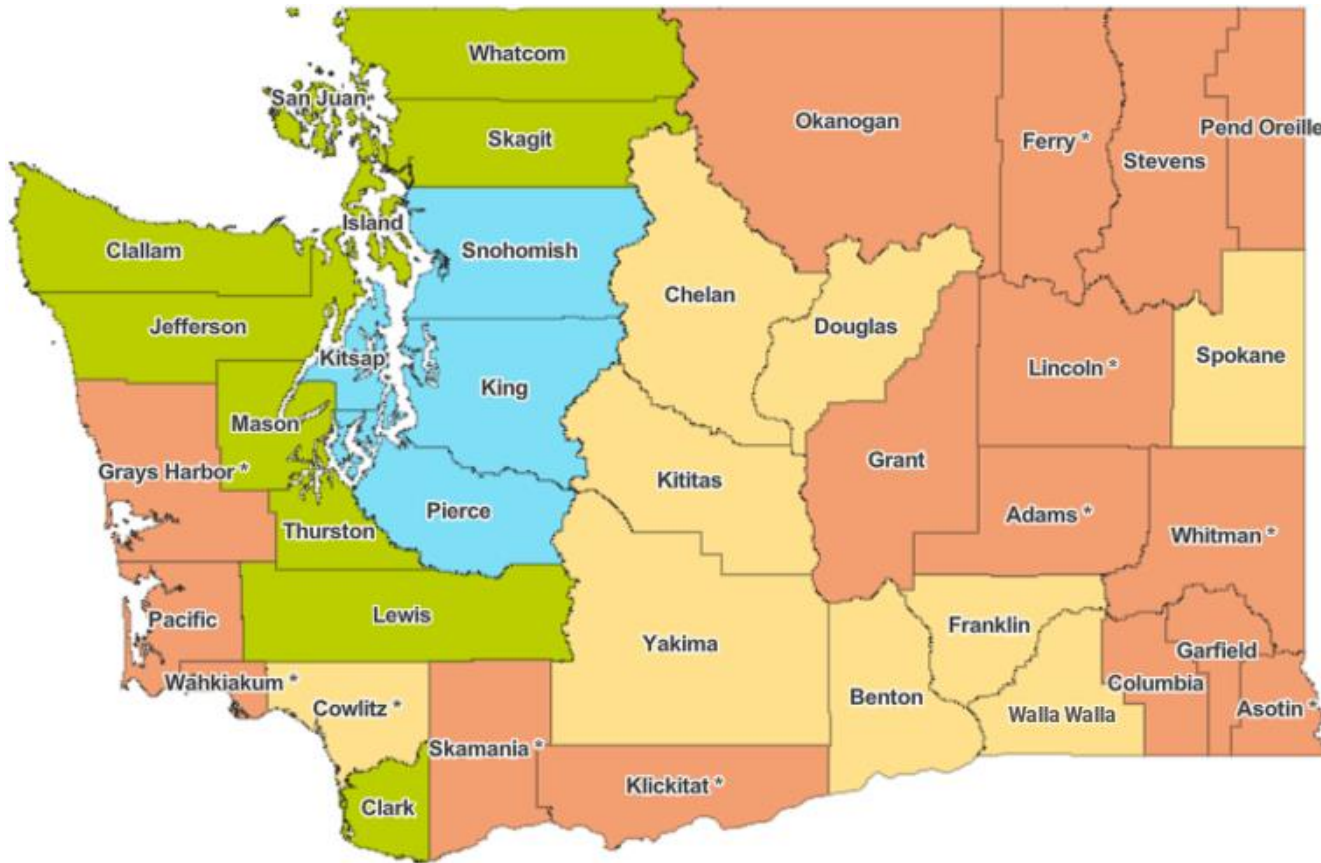 Whatcom
San Juan
Okanogan
Ferry *
Pend Oreille
Skagit
Stevens
Island
Clallam
Snohomish
Chelan
Jefferson
Douglas
Kitsap
Spokane
Lincoln *
King
Mason
Grant
Grays Harbor *
Kititas
Pierce
Adams *
Thurston
Whitman *
Pacific
Lewis
Franklin
Yakima
Garfield
Wahkiakum *
Columbia
Benton
Cowlitz *
Asotin *
Walla Walla
Skamania *
Klickitat *
Clark